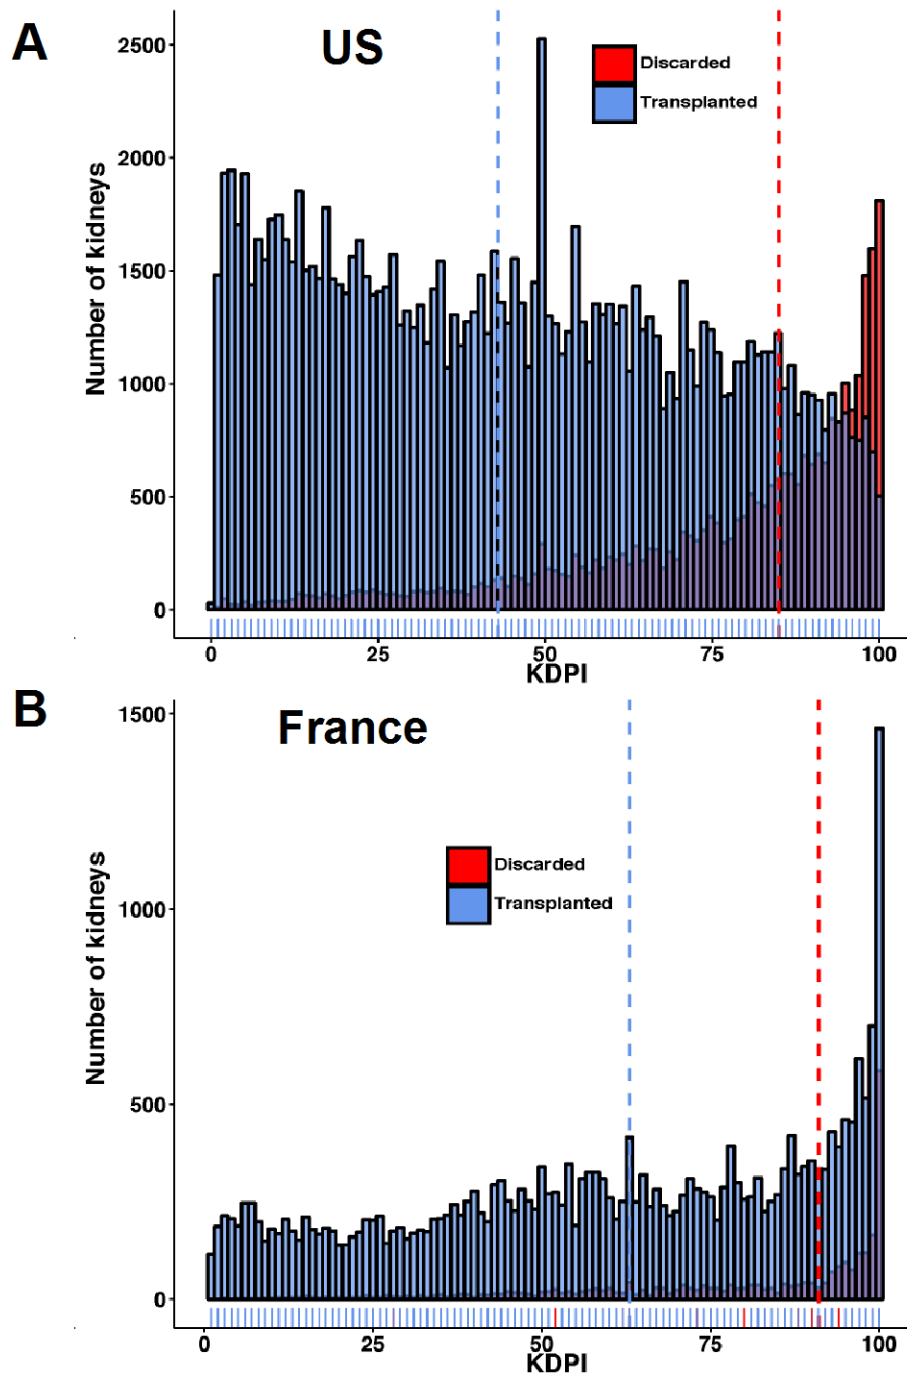 A
US
Discarded
Transplanted
Number of kidneys
2500
2000
1500
1000
500
0
0 25 50 75 100
KDPI
B
France
Discarded
Transplanted
Number of kidneys
1500
1000
500
0
0 25 50 75 100
KDPI